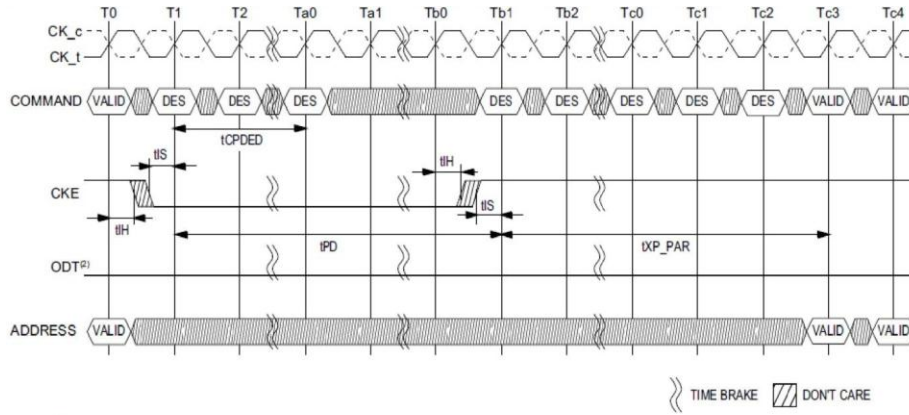 T0 T1 T2 Ta0 Ta1 Tb0 Tb1 Tb2 Tc0 Tc1 Tc2 Tc3 Tc4
CK_c
CK_t
COMMAND VALID DES DES DES DES DES DES DES DES VALID VALID
tCPDED
tIS tIH
CKE
tIS
tIH
tPD tXP_PAR
ODT(2)
ADDRESS VALID VALID VALID
TIME BRAKE DON'T CARE